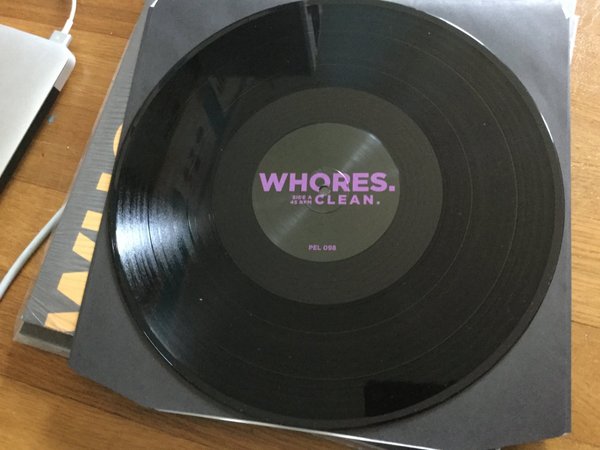 WHORES.
SIDE A
45 RPM
CLEAN.
PEL 098